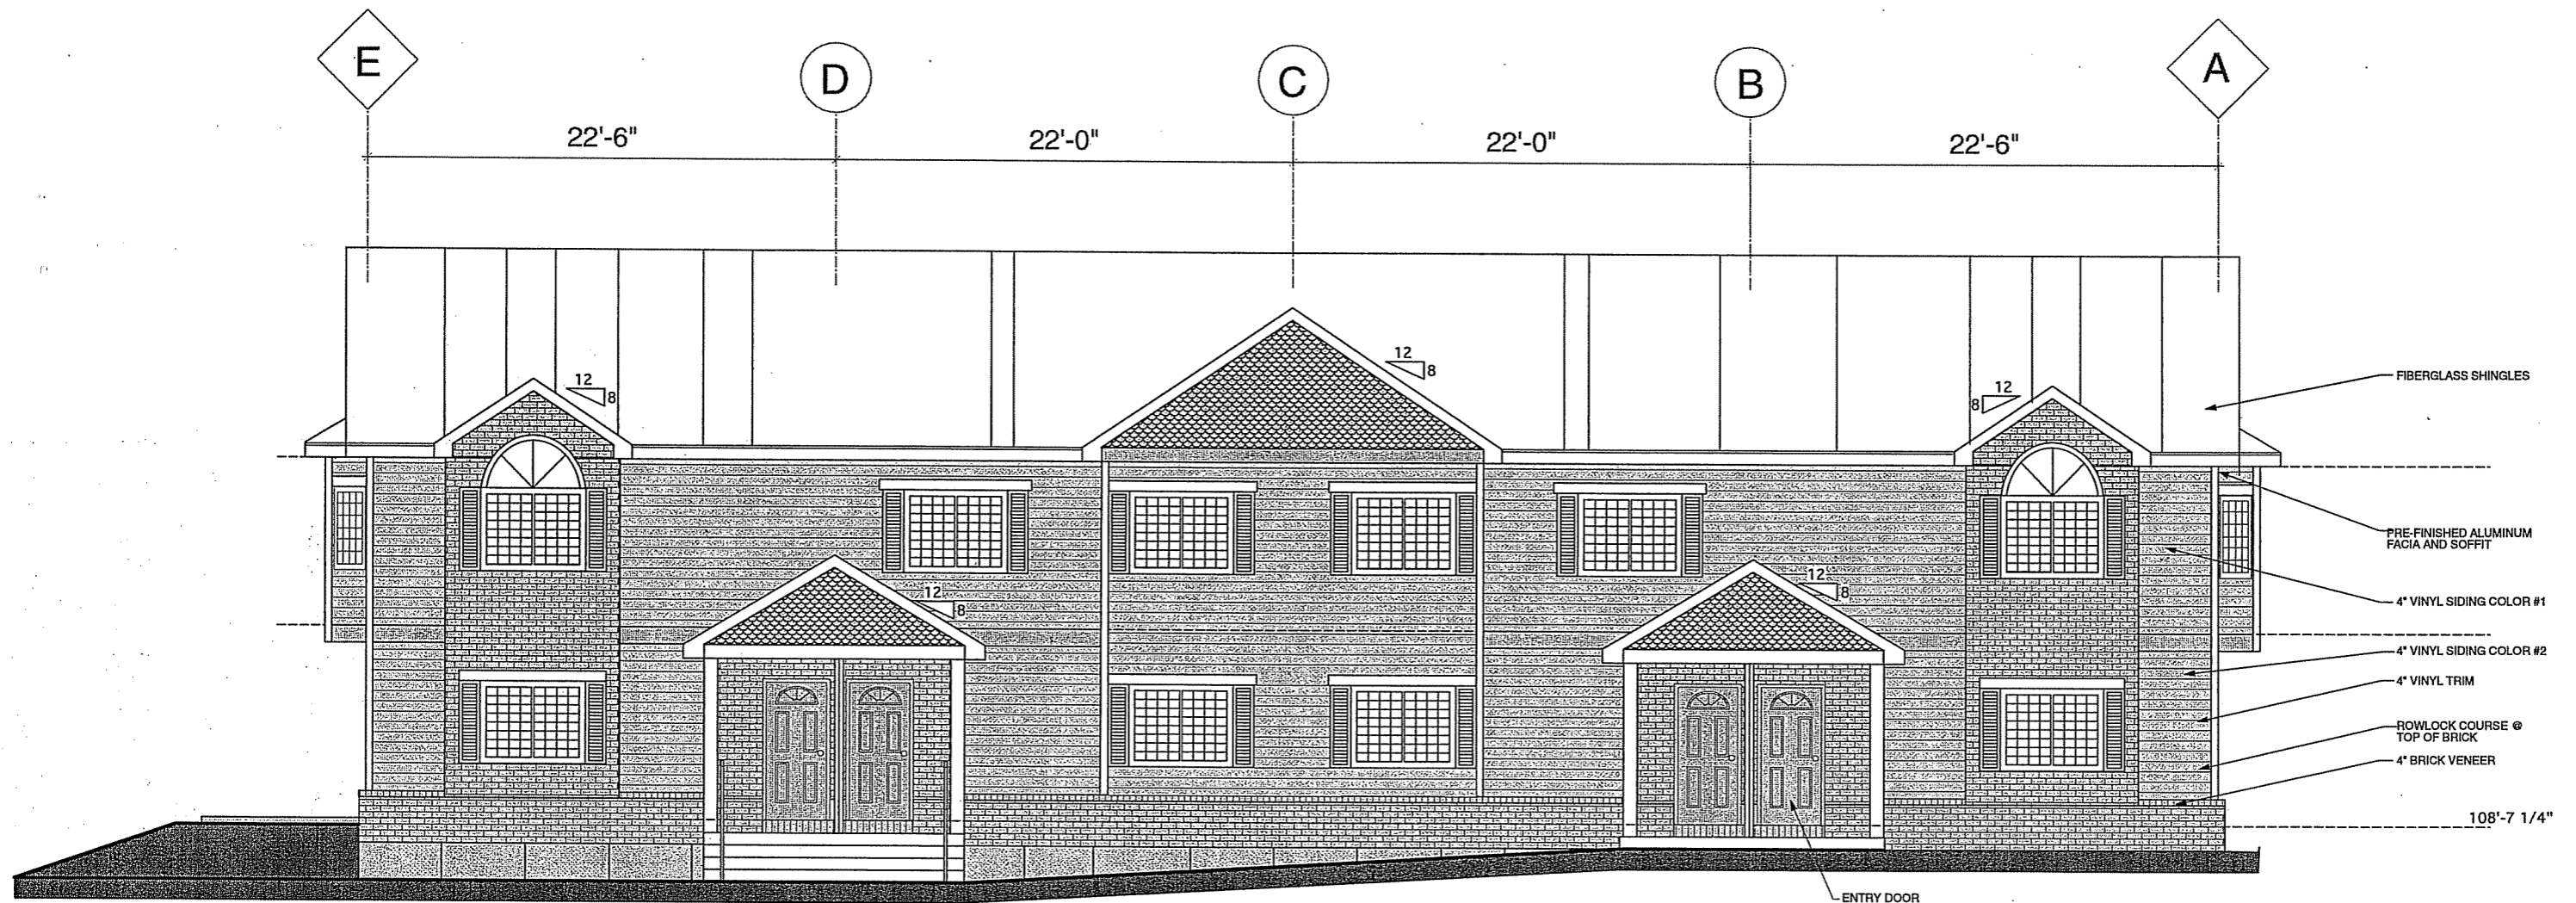 E
D
C
B
A
22'-6"
22'-0"
22'-0"
22'-6"
12
8
12
8
12
8
12
8
12
8
FIBERGLASS SHINGLES
PRE-FINISHED ALUMINUM
FACIA AND SOFFIT
4" VINYL SIDING COLOR #1
4" VINYL SIDING COLOR #2
4" VINYL TRIM
ROWLOCK COURSE @
TOP OF BRICK
4" BRICK VENEER
108'-7 1/4"
ENTRY DOOR